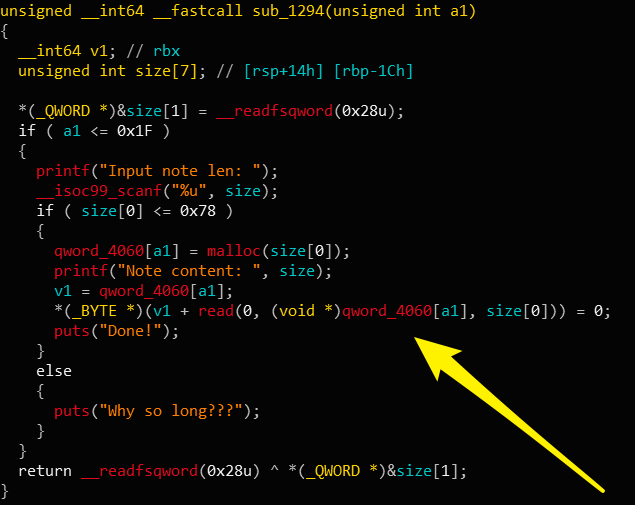 unsigned __int64 __fastcall sub_1294(unsigned int a1)
{
  __int64 v1; // rbx
  unsigned int size[7]; // [rsp+14h] [rbp-1Ch]

  *(_QWORD *)&size[1] = __readfsqword(0x28u);
  if ( a1 <= 0x1F )
  {
    printf("Input note len: ");
    __isoc99_scanf("%u", size);
    if ( size[0] <= 0x78 )
    {
      qword_4060[a1] = malloc(size[0]);
      printf("Note content: ", size);
      v1 = qword_4060[a1];
      *(_BYTE *)(v1 + read(0, (void *)qword_4060[a1], size[0])) = 0;
      puts("Done!");
    }
    else
    {
      puts("Why so long???");
    }
  }
  return __readfsqword(0x28u) ^ *(_QWORD *)&size[1];
}